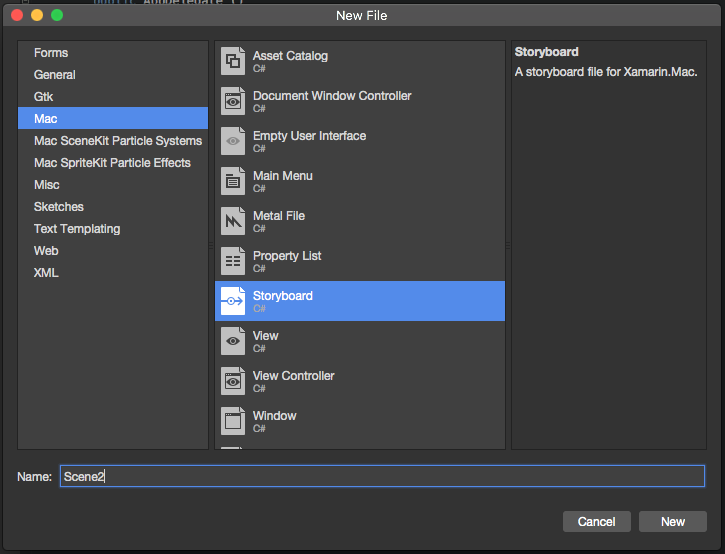 public AppDelegate ()
New File
Forms
General
Gtk
Mac
Mac SceneKit Particle Systems
Mac SpriteKit Particle Effects
Misc
Sketches
Text Templating
Web
XML
Asset Catalog
C#
Document Window Controller
C#
Empty User Interface
C#
Main Menu
C#
Metal File
C#
Property List
C#
Storyboard
C#
View
C#
View Controller
C#
Window
C#
Storyboard
A storyboard file for Xamarin.Mac.
Name: Scene2
Cancel New